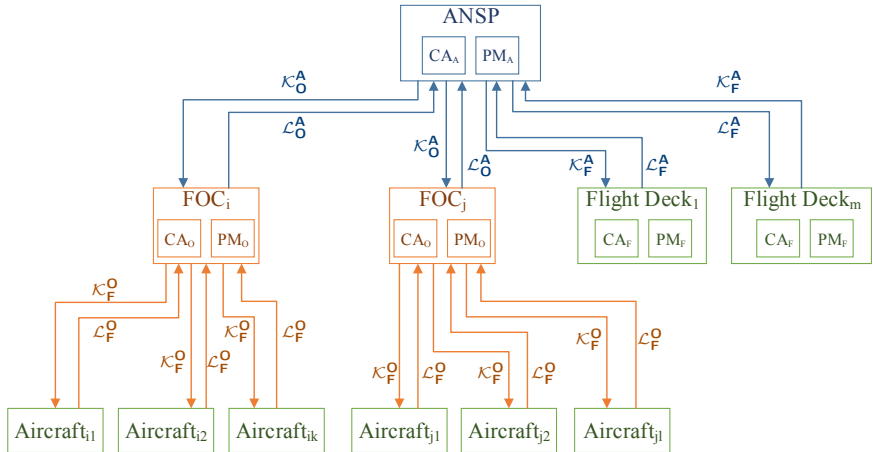 ANSP
CA_A PM_A
𝒦_O^A
𝒦_F^A
ℒ_O^A
ℒ_F^A
𝒦_O^A
ℒ_O^A
𝒦_F^A
ℒ_F^A
FOC_i
FOC_j
Flight Deck_1
Flight Deck_m
CA_O PM_O
CA_O PM_O
CA_F PM_F
CA_F PM_F
𝒦_F^O
ℒ_F^O
𝒦_F^O
ℒ_F^O
𝒦_F^O
ℒ_F^O
𝒦_F^O
ℒ_F^O
𝒦_F^O
ℒ_F^O
𝒦_F^O
ℒ_F^O
Aircraft_i1
Aircraft_i2
Aircraft_ik
Aircraft_j1
Aircraft_j2
Aircraft_jl